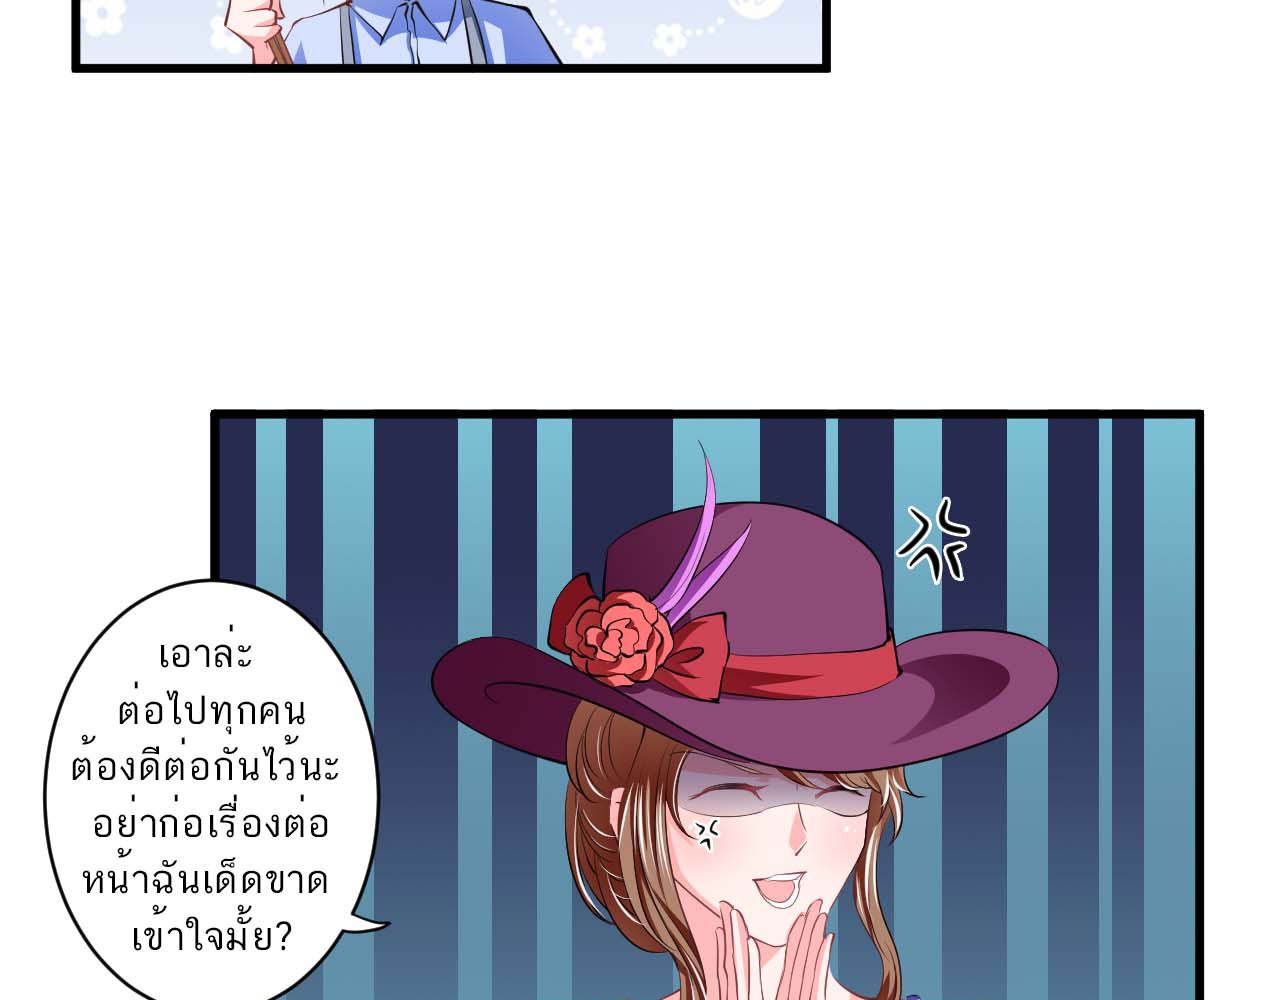 เอาล่ะ
ต่อไปทุกคน
ต้องดีต่อกันไว้นะ
อย่าก่อเรื่องต่อ
หน้าฉันเด็ดขาด
เข้าใจมั้ย?